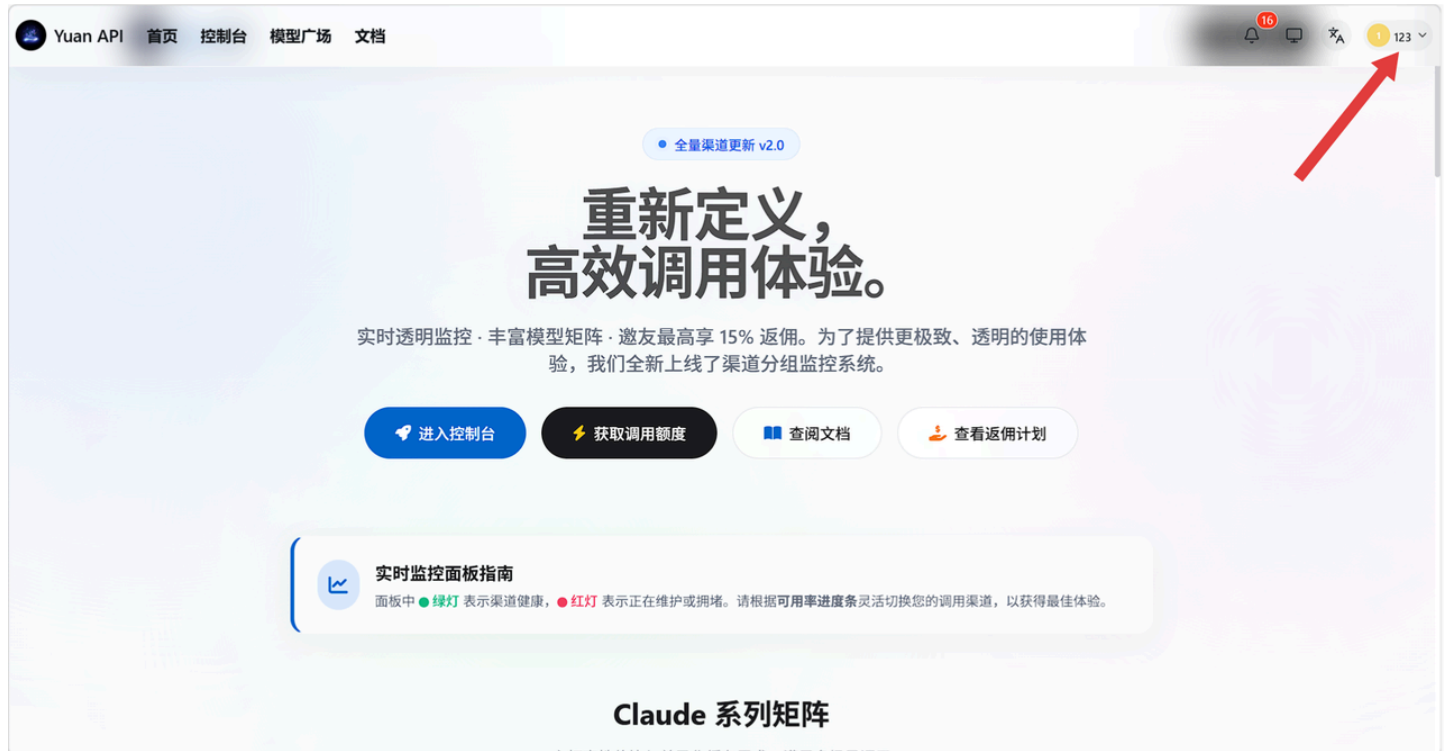 Yuan API 首页 控制台 模型广场 文档
16
1 123
全量渠道更新 v2.0
重新定义，
高效调用体验。
实时透明监控 · 丰富模型矩阵 · 邀友最高享 15% 返佣。为了提供更极致、透明的使用体
验，我们全新上线了渠道分组监控系统。
进入控制台 获取调用额度 查阅文档 查看返佣计划
实时监控面板指南
面板中 绿灯 表示渠道健康，红灯 表示正在维护或拥堵。请根据可用率进度条灵活切换您的调用渠道，以获得最佳体验。
Claude 系列矩阵